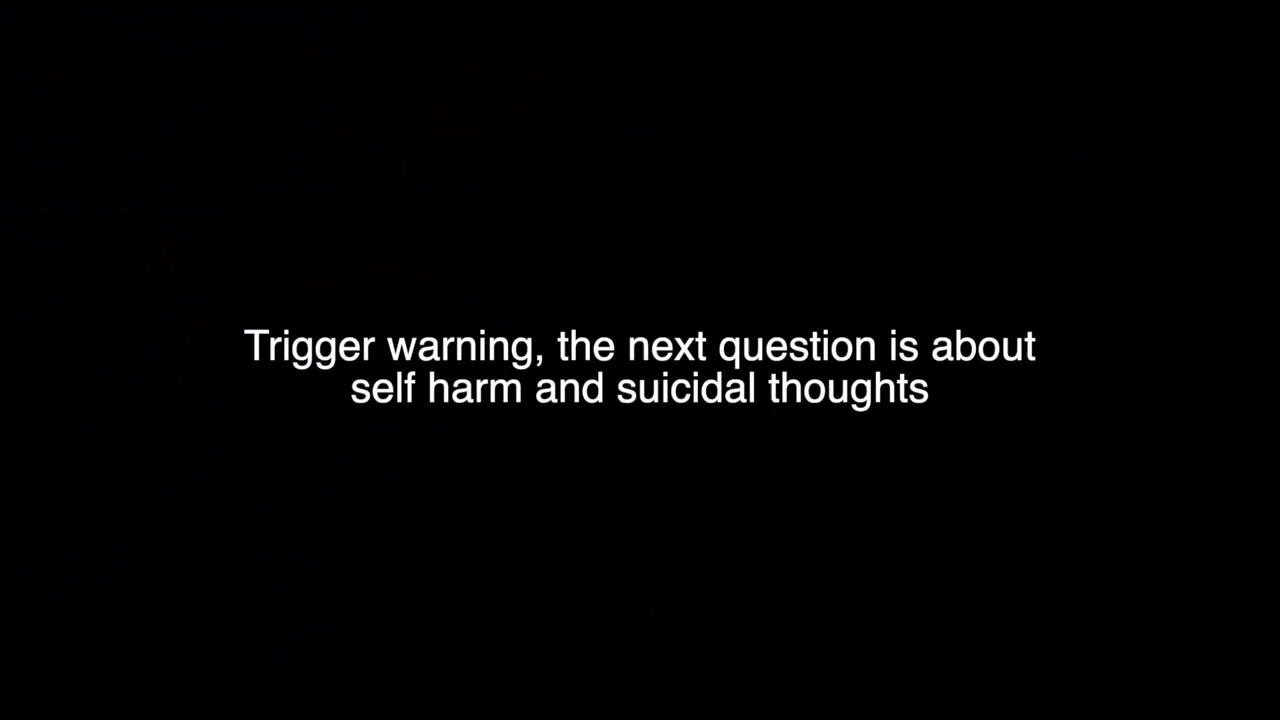 Trigger warning, the next question is about
self harm and suicidal thoughts